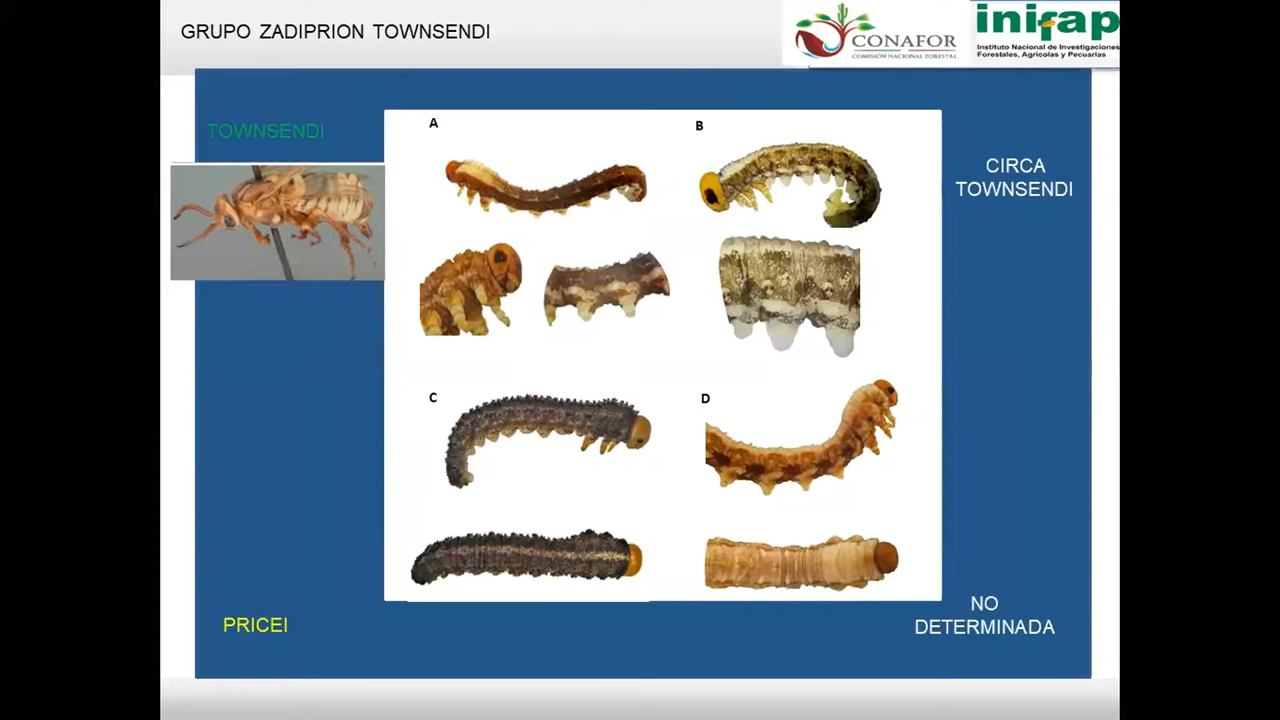 GRUPO ZADIPRION TOWNSENDI
CONAFOR
COMISIÓN NACIONAL FORESTAL
inifap
Instituto Nacional de Investigaciones
Forestales, Agrícolas y Pecuarias
TOWNSENDI
A
B
CIRCA
TOWNSENDI
C
D
PRICEI
NO
DETERMINADA